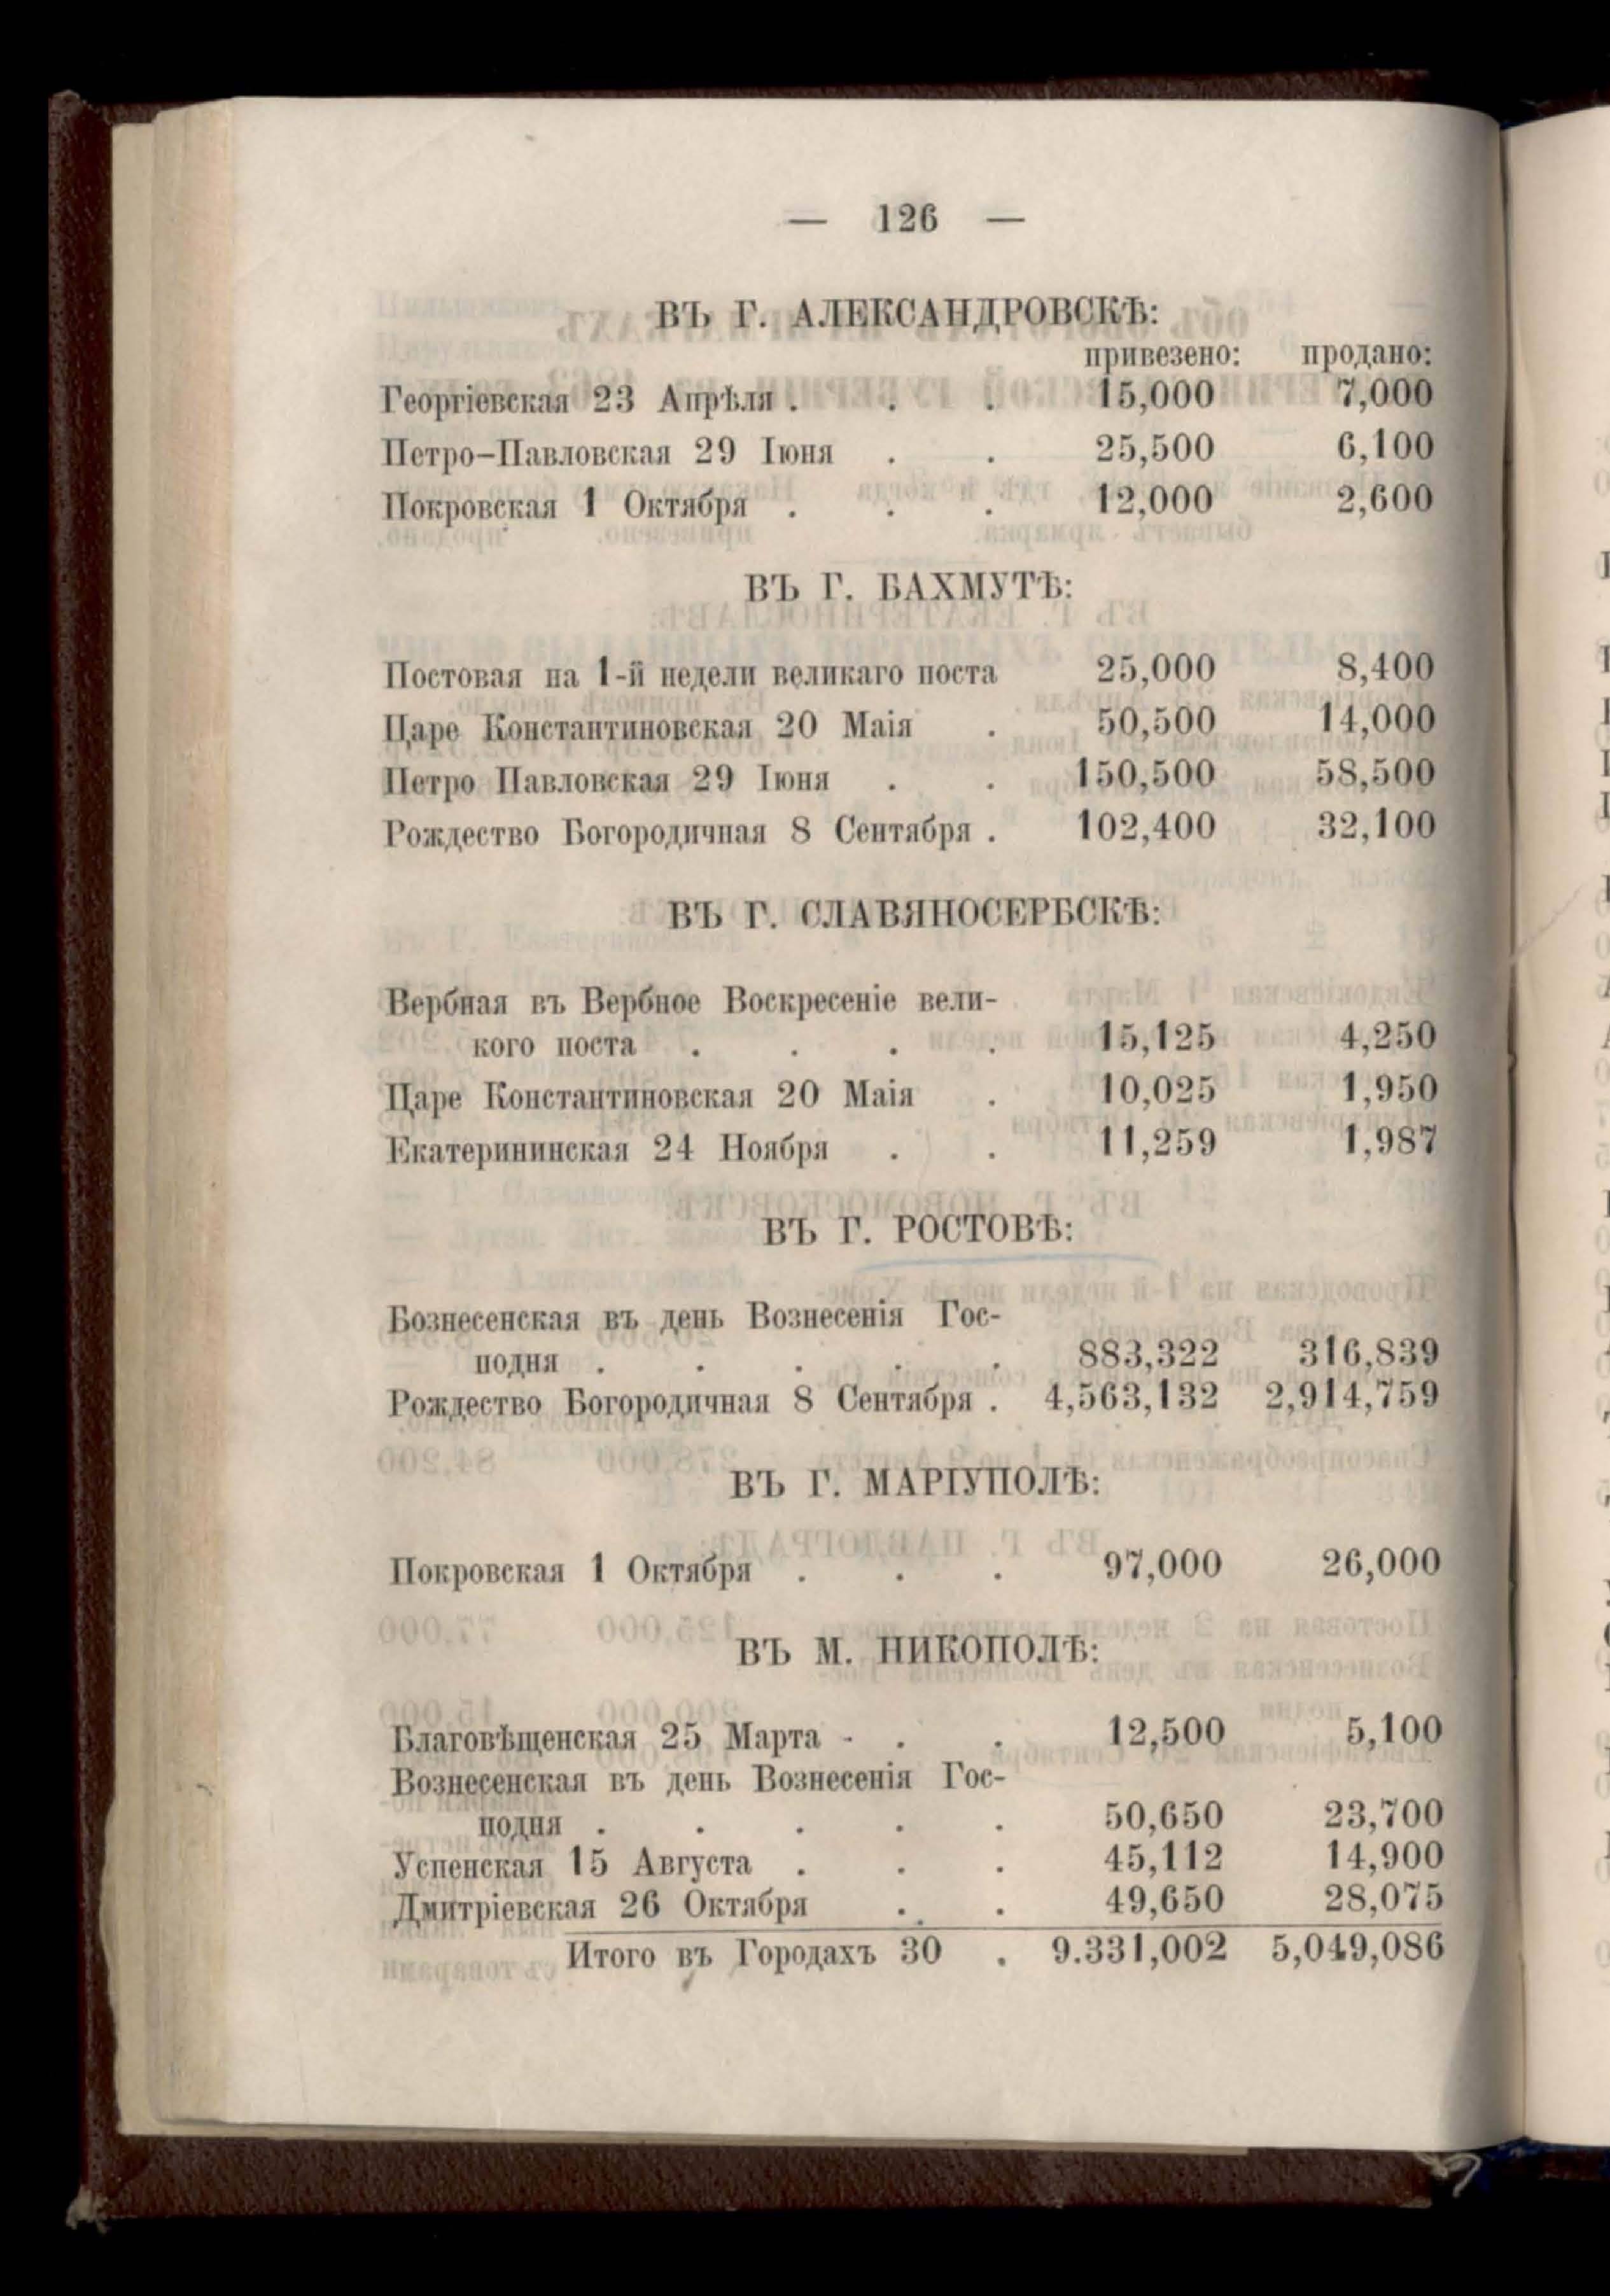 — 126 —
ВЪ Г. АЛЕКСАНДРОВСКѢ:
привезено: продано:
Георгіевская 23 Апрѣля . . . 15,000 7,000
Петро-Павловская 29 Іюня . . 25,500 6,100
Покровская 1 Октября . . . 12,000 2,600
ВЪ Г. БАХМУТѢ:
Постовая на 1-й недели великаго поста 25,000 8,400
Царе Константиновская 20 Маія . 50,500 14,000
Петро Павловская 29 Іюня . . 150,500 58,500
Рождество Богородичная 8 Сентября . 102,400 32,100
ВЪ Г. СЛАВЯНОСЕРБСКѢ:
Вербная въ Вербное Воскресеніе вели-
кого поста . . . . 15,125 4,250
Царе Константиновская 20 Маія . 10,025 1,950
Екатерининская 24 Ноября . . 11,259 1,987
ВЪ Г. РОСТОВѢ:
Вознесенская въ день Вознесенія Гос-
подня . . . . . 883,322 316,839
Рождество Богородичная 8 Сентября . 4,563,132 2,914,759
ВЪ Г. МАРІУПОЛѢ:
Покровская 1 Октября . . . 97,000 26,000
ВЪ М. НИКОПОЛѢ:
Благовѣщенская 25 Марта - . . 12,500 5,100
Вознесенская въ день Вознесенія Гос-
подня . . . . . 50,650 23,700
Успенская 15 Августа . . . 45,112 14,900
Дмитріевская 26 Октября . . 49,650 28,075
Итого въ Городахъ 30 . 9.331,002 5,049,086